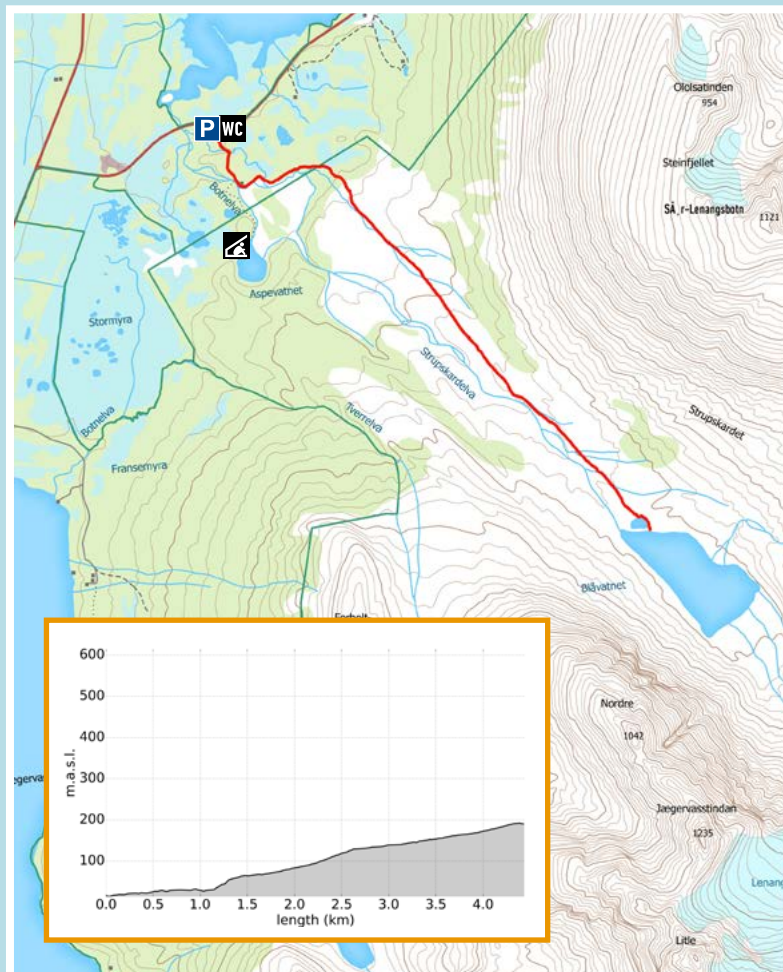 Ololsatinden
954
P WC
Steinfjellet
SÅ¸r-Lenangsbotn
1121
Botnelva
Aspevatnet
Stormyra
Strupskardelva
Strupskardet
Tverrelva
Botnelva
Fransemyra
Blåvatnet
Nordre
1042
Jægervasstindan
1235
Litle
600
500
400
300
200
100
m.a.s.l.
0.0 0.5 1.0 1.5 2.0 2.5 3.0 3.5 4.0
length (km)